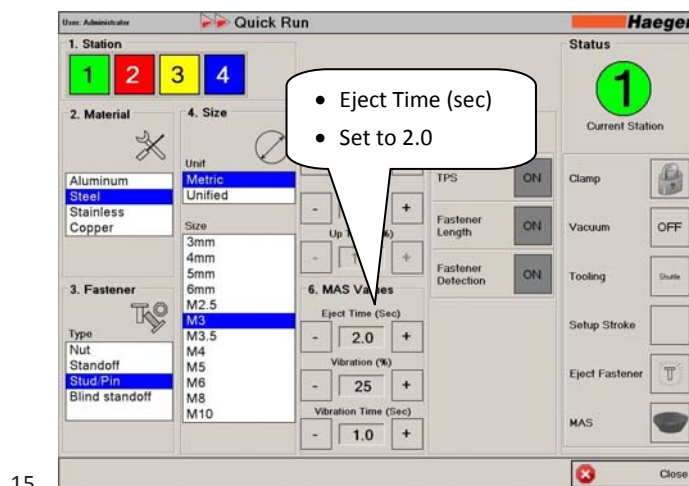 User: Administrator
Quick Run
Haeger
1. Station
1 2 3 4
2. Material
Aluminum
Steel
Stainless
Copper
3. Fastener
Type
Nut
Standoff
Stud/Pin
Blind standoff
4. Size
Unit
Metric
Unified
Size
3mm
4mm
5mm
6mm
M2.5
M3
M3.5
M4
M5
M6
M8
M10
• Eject Time (sec)
• Set to 2.0
- +
Up
%)
- +
6. MAS Values
Eject Time (Sec)
- 2.0 +
Vibration (%)
- 25 +
Vibration Time (Sec)
- 1.0 +
TPS ON
Fastener Length ON
Fastener Detection ON
Status
1
Current Station
Clamp
Vacuum OFF
Tooling Shuttle
Setup Stroke
Eject Fastener
MAS
Close
15